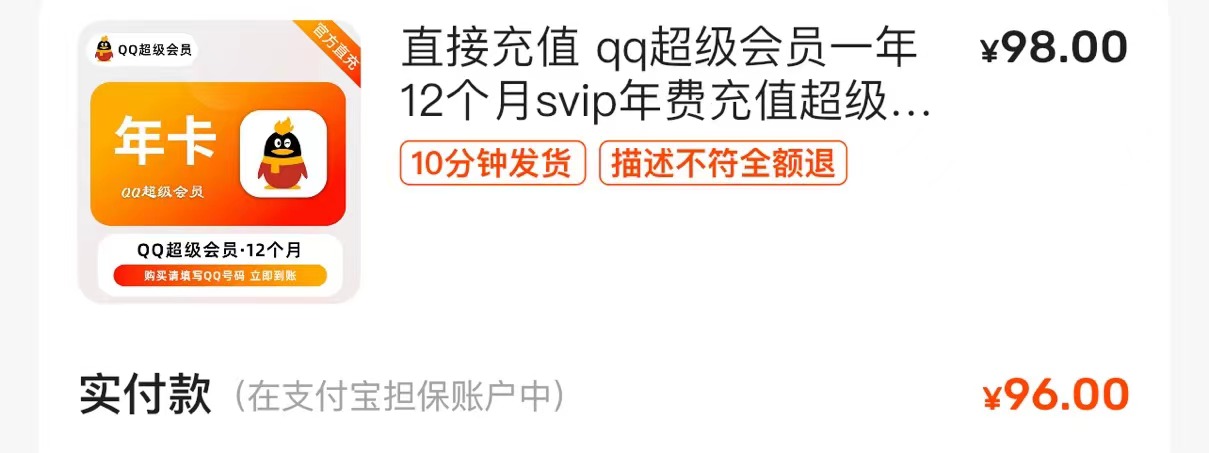 QQ超级会员
官方直充
年卡
QQ超级会员
QQ超级会员·12个月
购买请填写QQ号码 立即到账
直接充值 qq超级会员一年
12个月svip年费充值超级...
¥98.00
10分钟发货 描述不符全额退
实付款（在支付宝担保账户中） ¥96.00